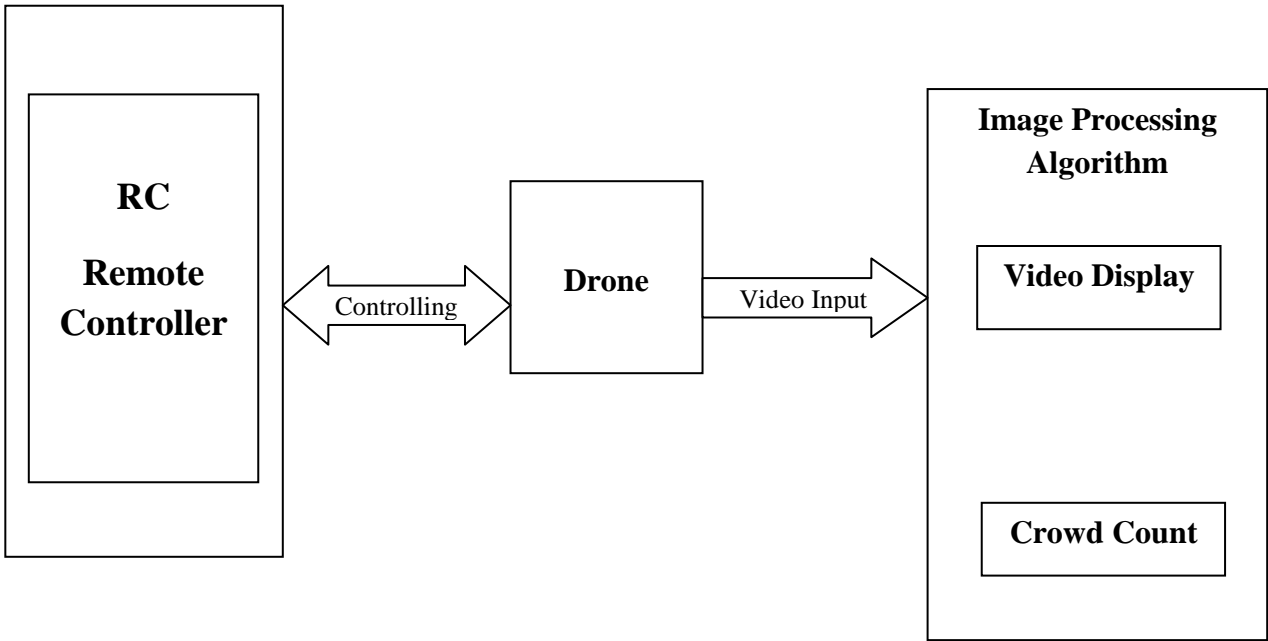 RC
Remote
Controller
Controlling
Drone
Video Input
Image Processing
Algorithm
Video Display
Crowd Count